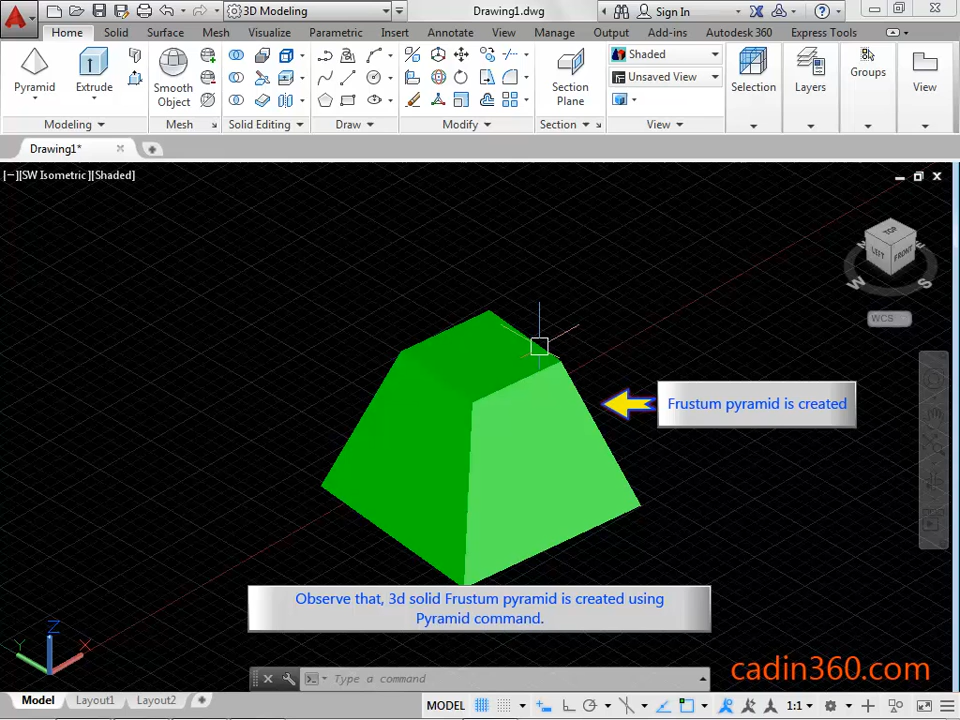 3D Modeling
Drawing1.dwg
Sign In
Home Solid Surface Mesh Visualize Parametric Insert Annotate View Manage Output Add-ins Autodesk 360 Express Tools
Pyramid
Extrude
Smooth
Object
Section
Plane
Shaded
Unsaved View
Selection
Layers
Groups
View
Modeling Mesh Solid Editing Draw Modify Section View
Drawing1*
[−][SW Isometric][Shaded]
TOP
LEFT
FRONT
N
E
W
S
WCS
Frustum pyramid is created
Observe that, 3d solid Frustum pyramid is created using
Pyramid command.
Z
Y
X
Type a command
cadin360.com
Model Layout1 Layout2
MODEL
1:1